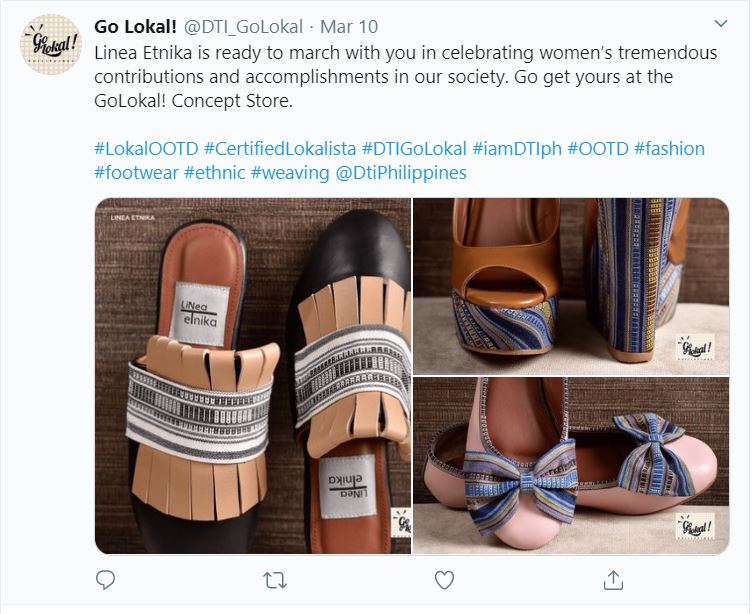 Go Lokal!
Go Lokal! @DTI_GoLokal · Mar 10
Linea Etnika is ready to march with you in celebrating women's tremendous
contributions and accomplishments in our society. Go get yours at the
GoLokal! Concept Store.
#LokalOOTD #CertifiedLokalista #DTIGoLokal #iamDTIph #OOTD #fashion
#footwear #ethnic #weaving @DtiPhilippines
LINEA ETNIKA
LiNea
etnika
LiNea
etnika
Go Lokal!
Go Lokal!